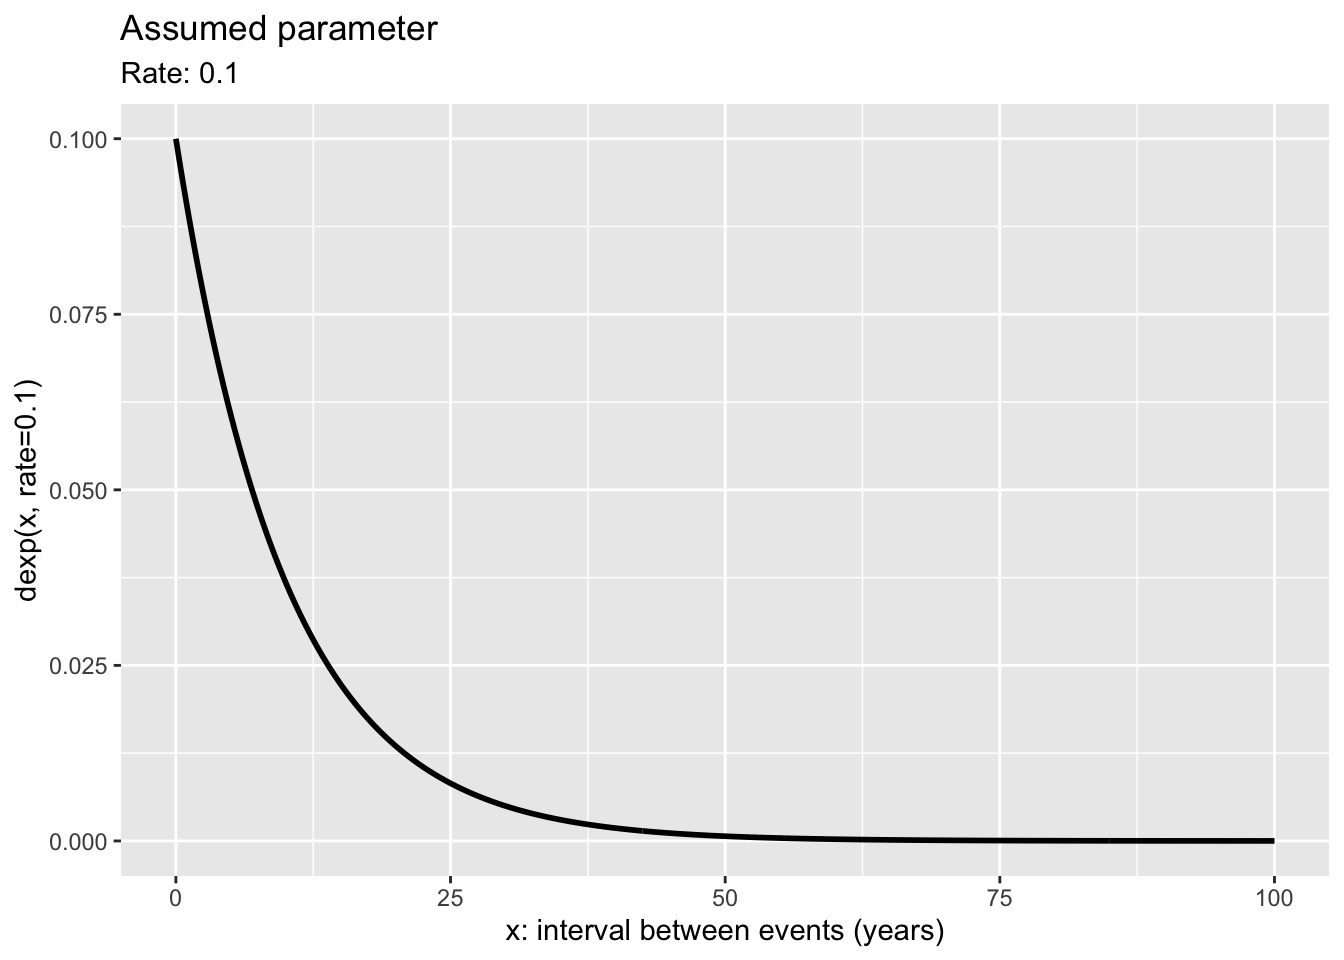 Assumed parameter
Rate: 0.1
dexp(x, rate=0.1)
0.100
0.075
0.050
0.025
0.000
0
25
50
75
100
x: interval between events (years)